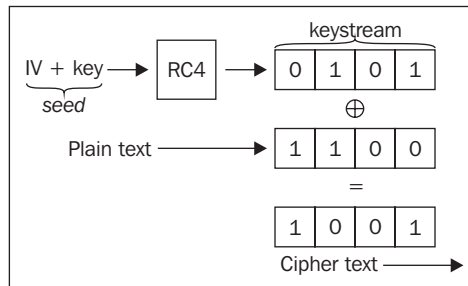 keystream
IV + key RC4 0 1 0 1
seed
⊕
Plain text 1 1 0 0
=
1 0 0 1
Cipher text